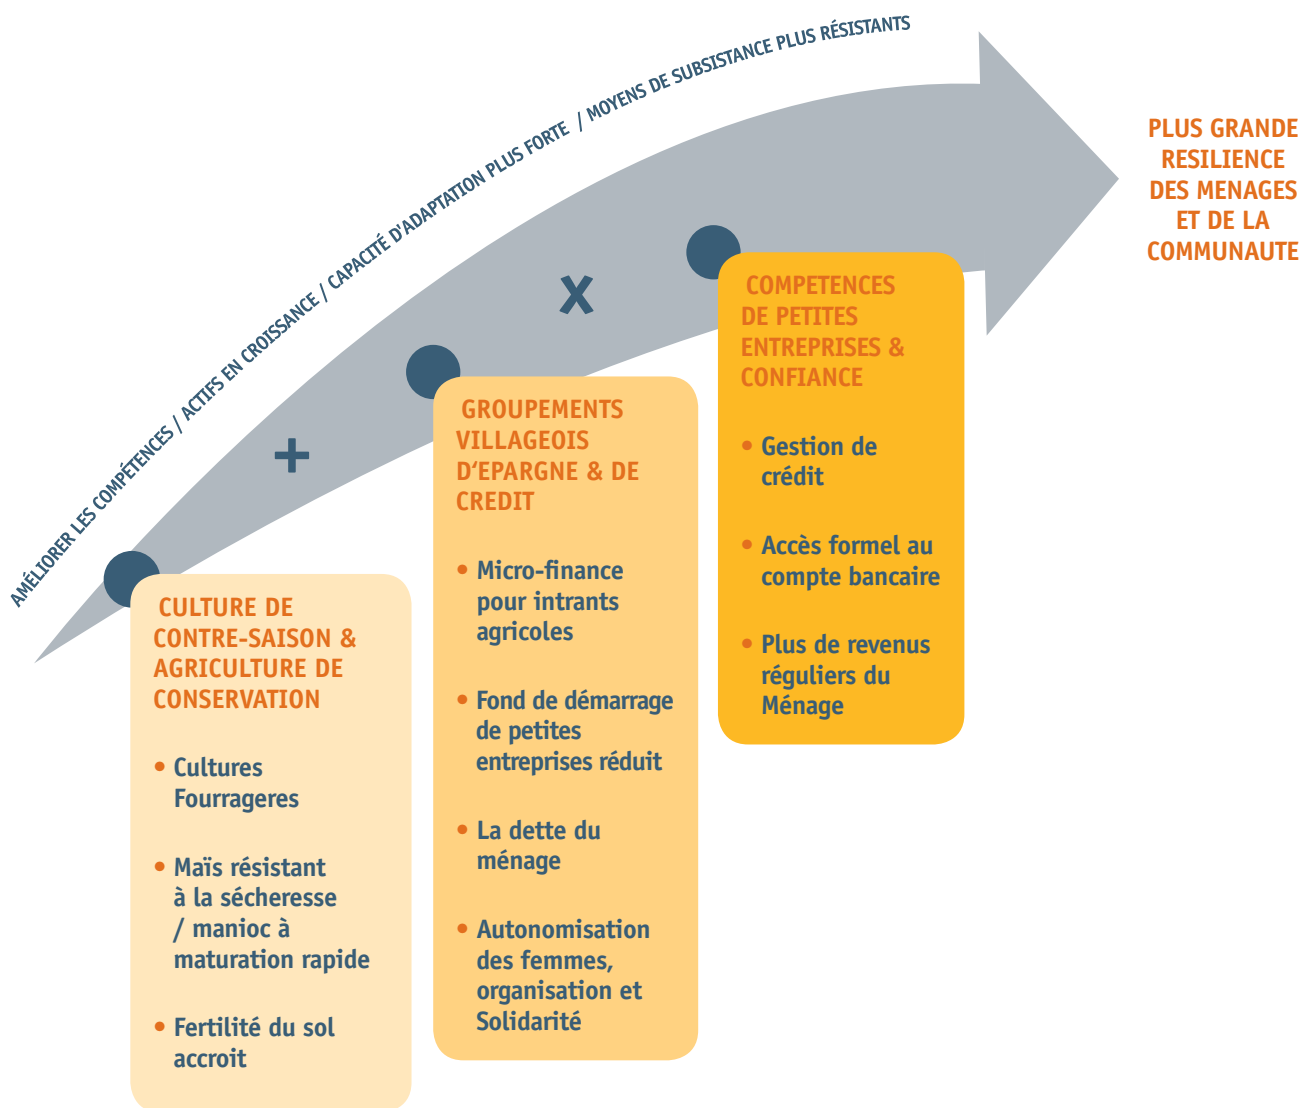 AMÉLIORER LES COMPÉTENCES / ACTIFS EN CROISSANCE / CAPACITÉ D'ADAPTATION PLUS FORTE / MOYENS DE SUBSISTANCE PLUS RÉSISTANTS
PLUS GRANDE
RESILIENCE
DES MENAGES
ET DE LA
COMMUNAUTE
+
x
CULTURE DE
CONTRE-SAISON &
AGRICULTURE DE
CONSERVATION
• Cultures
Fourrageres
• Maïs résistant
à la sécheresse
/ manioc à
maturation rapide
• Fertilité du sol
accroit
GROUPEMENTS
VILLAGEOIS
D'EPARGNE & DE
CREDIT
• Micro-finance
pour intrants
agricoles
• Fond de démarrage
de petites
entreprises réduit
• La dette du
ménage
• Autonomisation
des femmes,
organisation et
Solidarité
COMPETENCES
DE PETITES
ENTREPRISES &
CONFIANCE
• Gestion de
crédit
• Accès formel au
compte bancaire
• Plus de revenus
réguliers du
Ménage